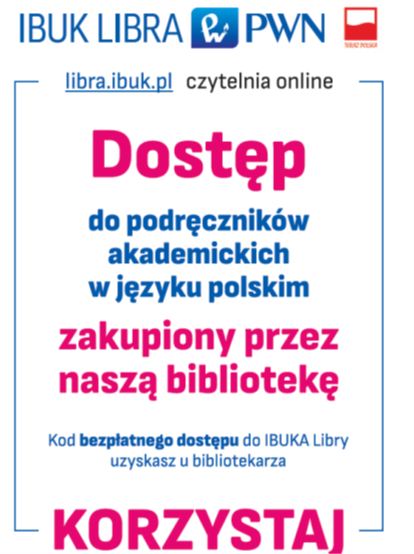 IBUK LIBRA PWN
TERAZ POLSKA
libra.ibuk.pl czytelnia online
Dostęp
do podręczników
akademickich
w języku polskim
zakupiony przez
naszą bibliotekę
Kod bezpłatnego dostępu do IBUKA Libry
uzyskasz u bibliotekarza
KORZYSTAJ